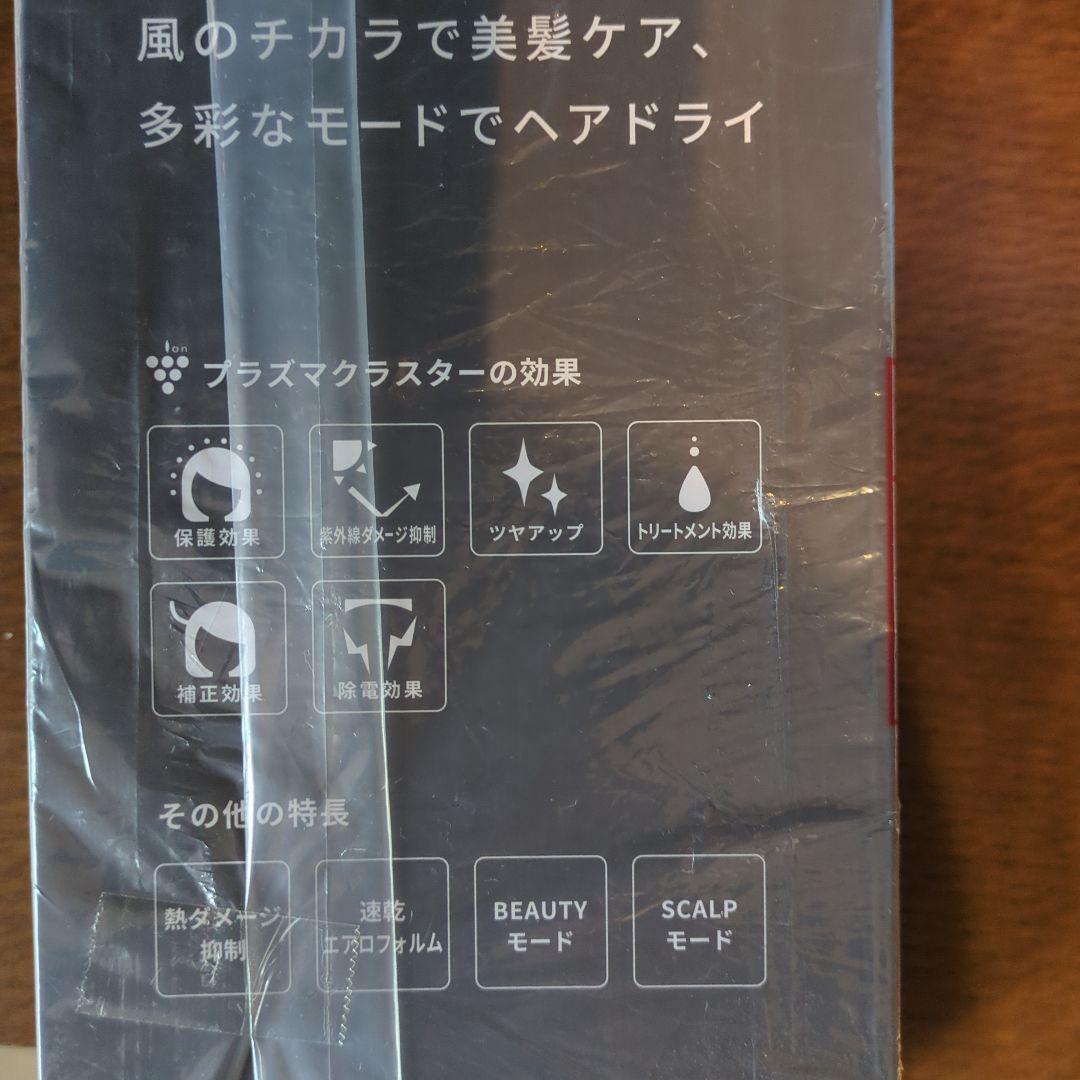 風のチカラで美髪ケア、
多彩なモードでヘアドライ
ion
プラズマクラスターの効果
保護効果
紫外線ダメージ抑制
ツヤアップ
トリートメント効果
補正効果
除電効果
その他の特長
熱ダメージ
抑制
速乾
エアロフォルム
BEAUTY
モード
SCALP
モード